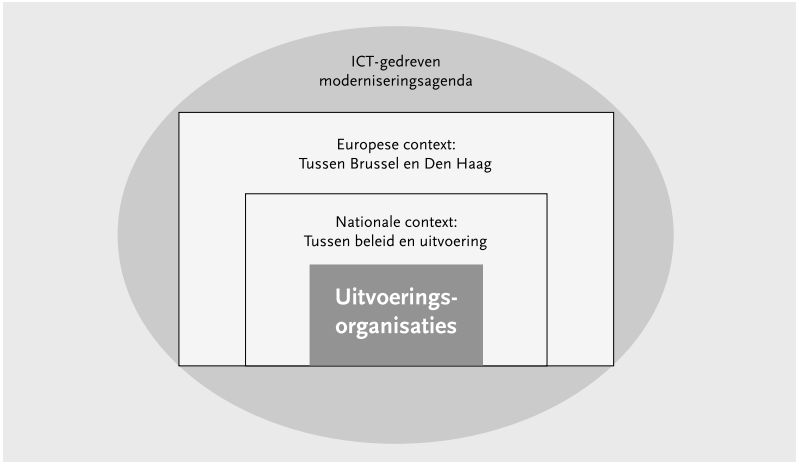 ICT-gedreven
moderniseringsagenda
Europese context:
Tussen Brussel en Den Haag
Nationale context:
Tussen beleid en uitvoering
Uitvoerings-
organisaties